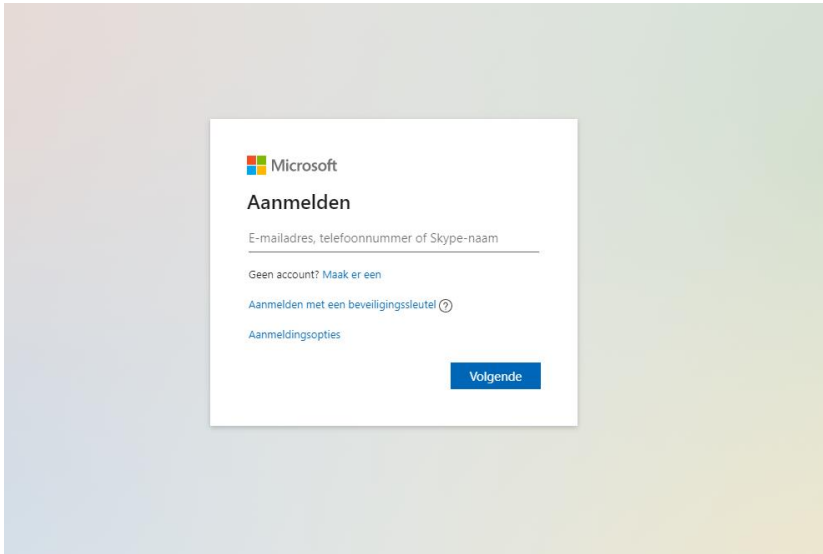 Microsoft
Aanmelden
E-mailadres, telefoonnummer of Skype-naam
Geen account? Maak er een
Aanmelden met een beveiligingssleutel ?
Aanmeldingsopties
Volgende